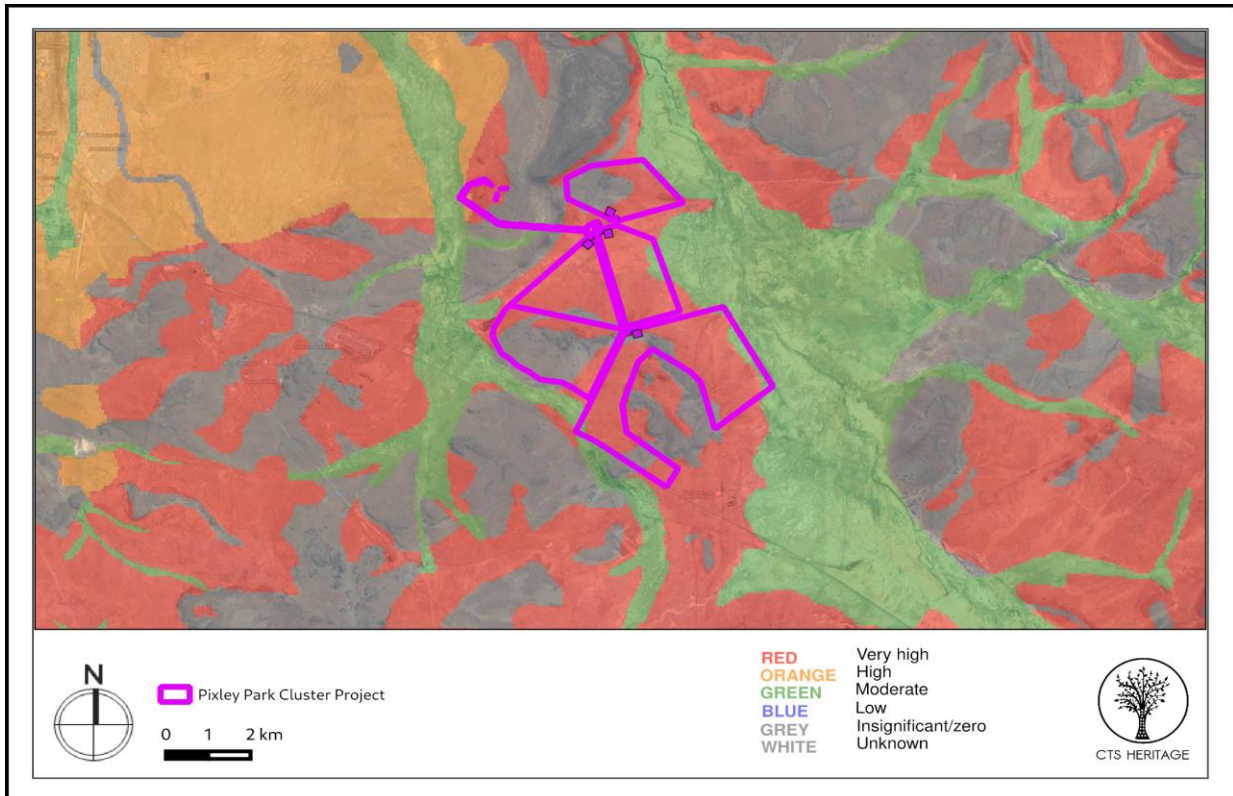 N
Pixley Park Cluster Project
0 1 2 km
RED Very high
ORANGE High
GREEN Moderate
BLUE Low
GREY Insignificant/zero
WHITE Unknown
CTS HERITAGE